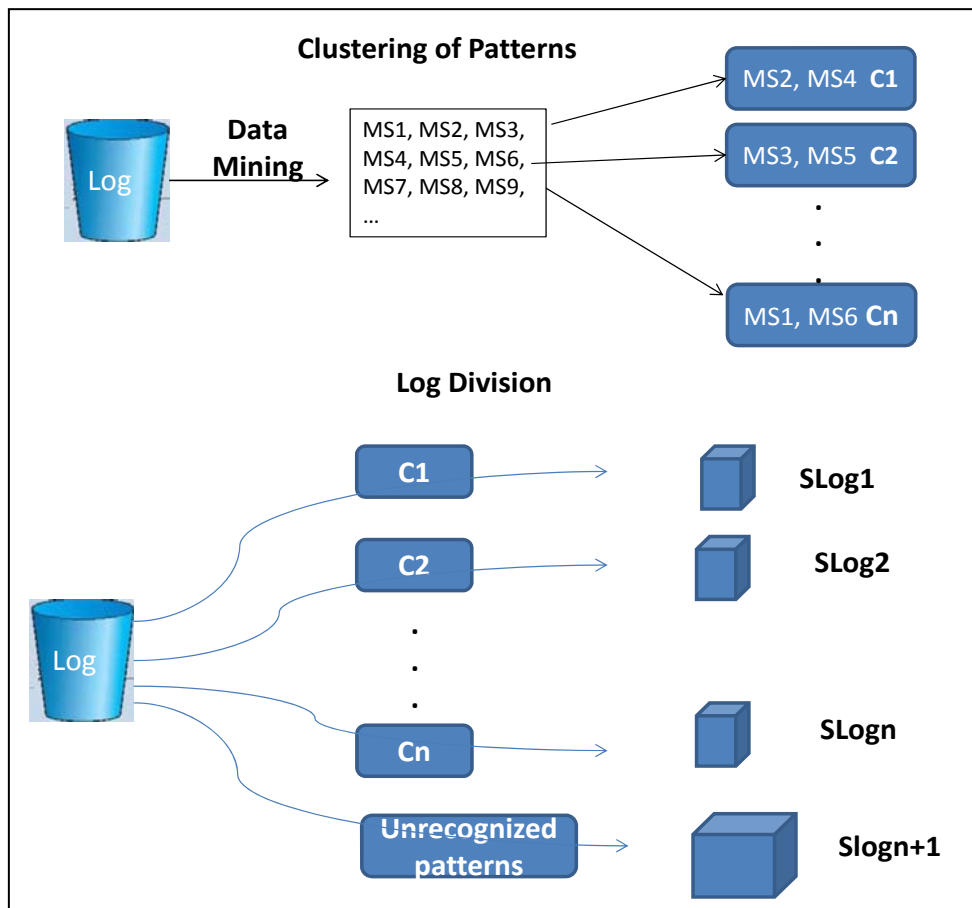 Clustering of Patterns
Data
Mining
Log
MS1, MS2, MS3,
MS4, MS5, MS6,
MS7, MS8, MS9,
...
MS2, MS4 C1
MS3, MS5 C2
.
.
.
MS1, MS6 Cn
Log Division
Log
C1
SLog1
C2
SLog2
.
.
.
Cn
SLogn
Unrecognized
patterns
Slogn+1